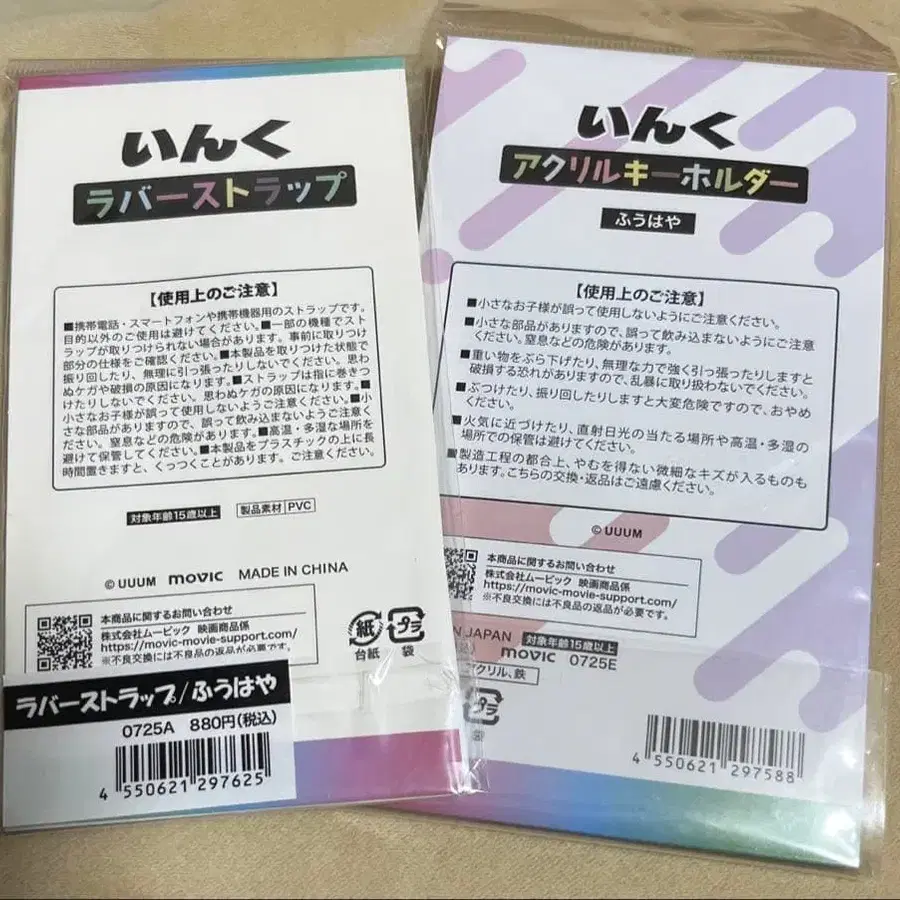 いんく
ラバーストラップ
【使用上のご注意】
■携帯電話・スマートフォンや携帯機器用のストラップです。
目的以外のご使用は避けてください。■一部の機種でスト
ラップが取りつけられない場合があります。事前に取りつけ
部分の仕様をご確認ください。■本製品を取りつけた状態で
振り回したり、無理に引っ張ったりしないでください。思わ
ぬケガや破損の原因になります。■ストラップは指に巻きつ
けたりしないでください。思わぬケガの原因になります。■小
小さなお子様が誤って使用しないようご注意ください。■小
さな部品がありますので、誤って飲み込まないようご注意く
ださい。窒息などの危険があります。■高温・多湿な場所を
避けて保管してください。■本製品をプラスチックの上に長
時間置きますと、くっつくことがあります。ご注意ください。
対象年齢15歳以上
製品素材 PVC
© UUUM movic MADE IN CHINA
本商品に関するお問い合わせ
株式会社ムービック 映画商品係
https://movic-movie-support.com/
※不良交換には不良品の返品が必要です。
紙
台紙
プラ
袋
ラバーストラップ/ふうはや
0725A 880円(税込)
4 550621 297625
いんく
アクリルキーホルダー
ふうはや
【使用上のご注意】
■小さなお子様が誤って使用しないようにご注意ください。
■小さな部品がありますので、誤って飲み込まないようご注意
ください。窒息などの危険があります。
■重い物をぶら下げたり、無理な力で強く引っ張ったりしますと
破損する恐れがありますので、乱暴に取り扱わないでください。
■ぶつけたり、振り回したりしますと大変危険ですので、おやめ
ください。
■火気に近づけたり、直射日光の当たる場所や高温・多湿の
場所での保管は避けてください。
■製造工程の都合上、やむを得ない微細なキズが入るものも
あります。こちらの交換・返品はご遠慮ください。
© UUUM
本商品に関するお問い合わせ
株式会社ムービック 映画商品係
https://movic-movie-support.com/
※不良交換には不良品の返品が必要です。
N JAPAN 対象年齢15歳以上
movic 0725E
クリル、鉄
プラ
袋
4 550621 297588